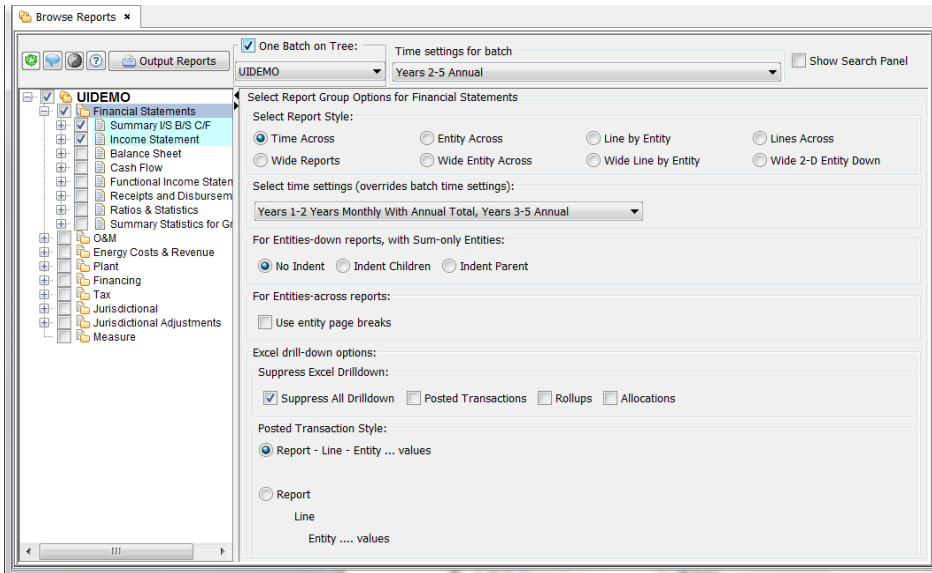 Browse Reports ×
Output Reports
One Batch on Tree:
UIDEMO
Time settings for batch
Years 2-5 Annual
Show Search Panel
UIDEMO
Financial Statements
Summary I/S B/S C/F
Income Statement
Balance Sheet
Cash Flow
Functional Income Staten
Receipts and Disbursem
Ratios & Statistics
Summary Statistics for Gr
O&M
Energy Costs & Revenue
Plant
Financing
Tax
Jurisdictional
Jurisdictional Adjustments
Measure
Select Report Group Options for Financial Statements
Select Report Style:
Time Across Entity Across Line by Entity Lines Across
Wide Reports Wide Entity Across Wide Line by Entity Wide 2-D Entity Down
Select time settings (overrides batch time settings):
Years 1-2 Years Monthly With Annual Total, Years 3-5 Annual
For Entities-down reports, with Sum-only Entities:
No Indent Indent Children Indent Parent
For Entities-across reports:
Use entity page breaks
Excel drill-down options:
Suppress Excel Drilldown:
Suppress All Drilldown Posted Transactions Rollups Allocations
Posted Transaction Style:
Report - Line - Entity ... values
Report
Line
Entity .... values